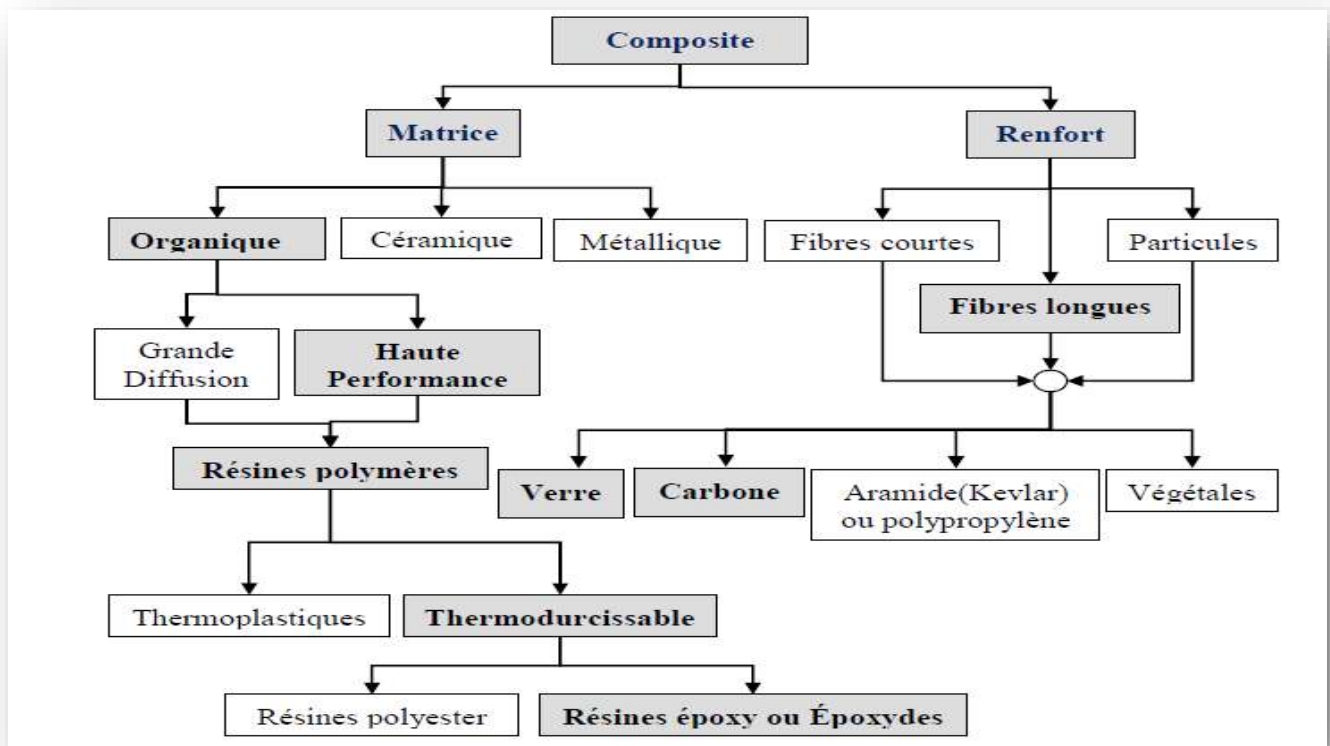 Composite
Matrice
Renfort
Organique
Céramique
Métallique
Fibres courtes
Particules
Fibres longues
Grande
Diffusion
Haute
Performance
Résines polymères
Verre
Carbone
Aramide(Kevlar)
ou polypropylène
Végétales
Thermoplastiques
Thermodurcissable
Résines polyester
Résines époxy ou Époxydes